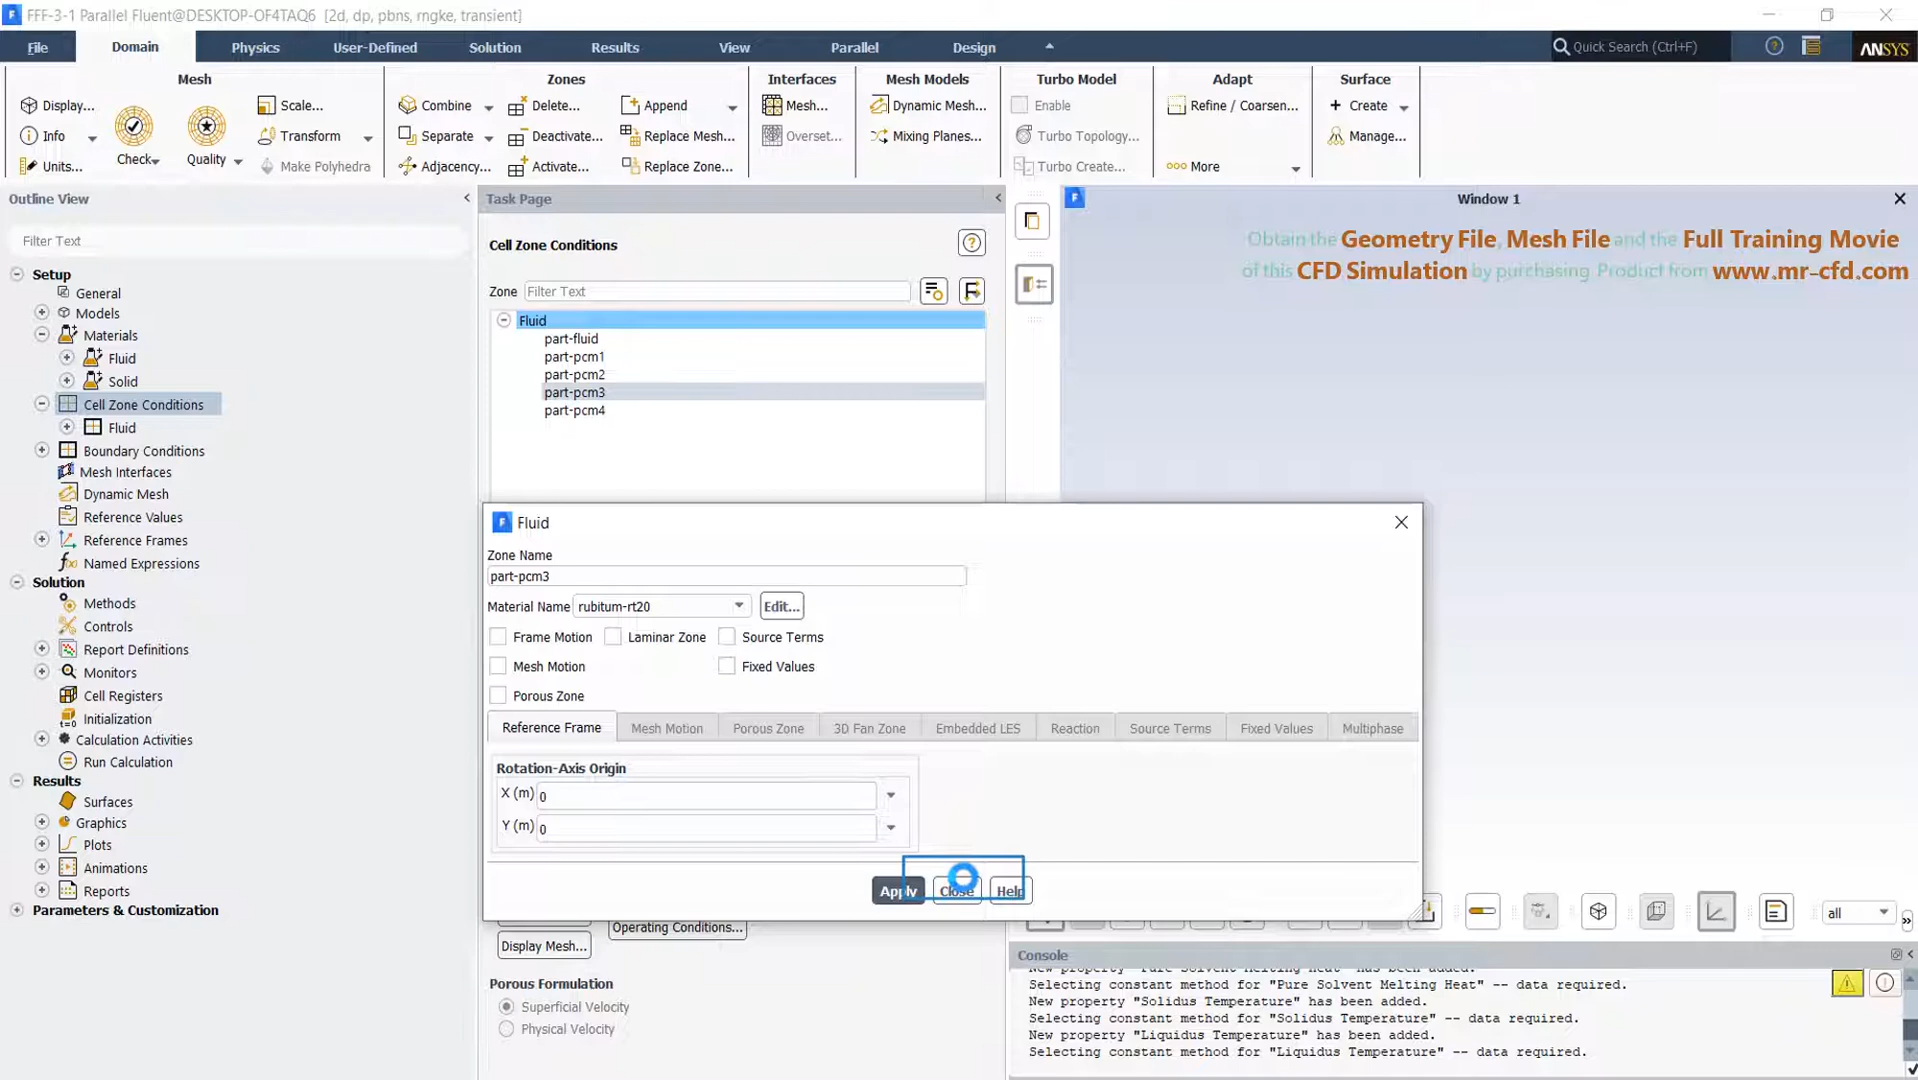 FFF-3-1 Parallel Fluent@DESKTOP-OF4TAQ6 [2d, dp, pbns, rngke, transient]
File Domain Physics User-Defined Solution Results View Parallel Design Quick Search (Ctrl+F) ANSYS
Mesh Zones Interfaces Mesh Models Turbo Model Adapt Surface
Display... Scale... Combine Delete... Append Mesh... Dynamic Mesh... Enable Refine / Coarsen... Create
Info Check Quality Transform Separate Deactivate... Replace Mesh... Overset... Mixing Planes... Turbo Topology... Manage...
Units... Make Polyhedra Adjacency... Activate... Replace Zone... Turbo Create... More
Outline View
Filter Text
Setup
General
Models
Materials
Fluid
Solid
Cell Zone Conditions
Fluid
Boundary Conditions
Mesh Interfaces
Dynamic Mesh
Reference Values
Reference Frames
Named Expressions
Solution
Methods
Controls
Report Definitions
Monitors
Cell Registers
Initialization
Calculation Activities
Run Calculation
Results
Surfaces
Graphics
Plots
Animations
Reports
Parameters & Customization
Task Page
Cell Zone Conditions
Zone Filter Text
Fluid
part-fluid
part-pcm1
part-pcm2
part-pcm3
part-pcm4
Fluid
Zone Name
part-pcm3
Material Name rubitum-rt20 Edit...
Frame Motion Laminar Zone Source Terms
Mesh Motion Fixed Values
Porous Zone
Reference Frame Mesh Motion Porous Zone 3D Fan Zone Embedded LES Reaction Source Terms Fixed Values Multiphase
Rotation-Axis Origin
X (m) 0
Y (m) 0
Apply Close Help
Operating Conditions...
Display Mesh...
Porous Formulation
Superficial Velocity
Physical Velocity
Window 1
Obtain the Geometry File, Mesh File and the Full Training Movie
of this CFD Simulation by purchasing Product from www.mr-cfd.com
all
Console
New property "Pure Solvent Melting Heat" has been added.
Selecting constant method for "Pure Solvent Melting Heat" -- data required.
New property "Solidus Temperature" has been added.
Selecting constant method for "Solidus Temperature" -- data required.
New property "Liquidus Temperature" has been added.
Selecting constant method for "Liquidus Temperature" -- data required.